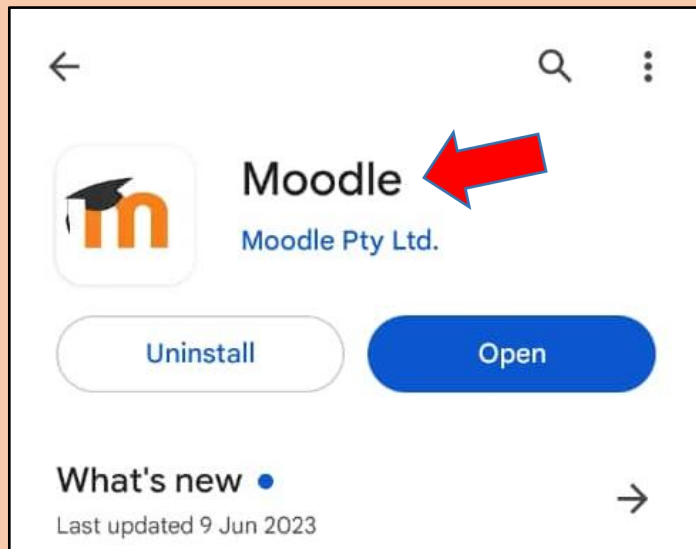 Moodle
Moodle Pty Ltd.
Uninstall
Open
What's new
Last updated 9 Jun 2023